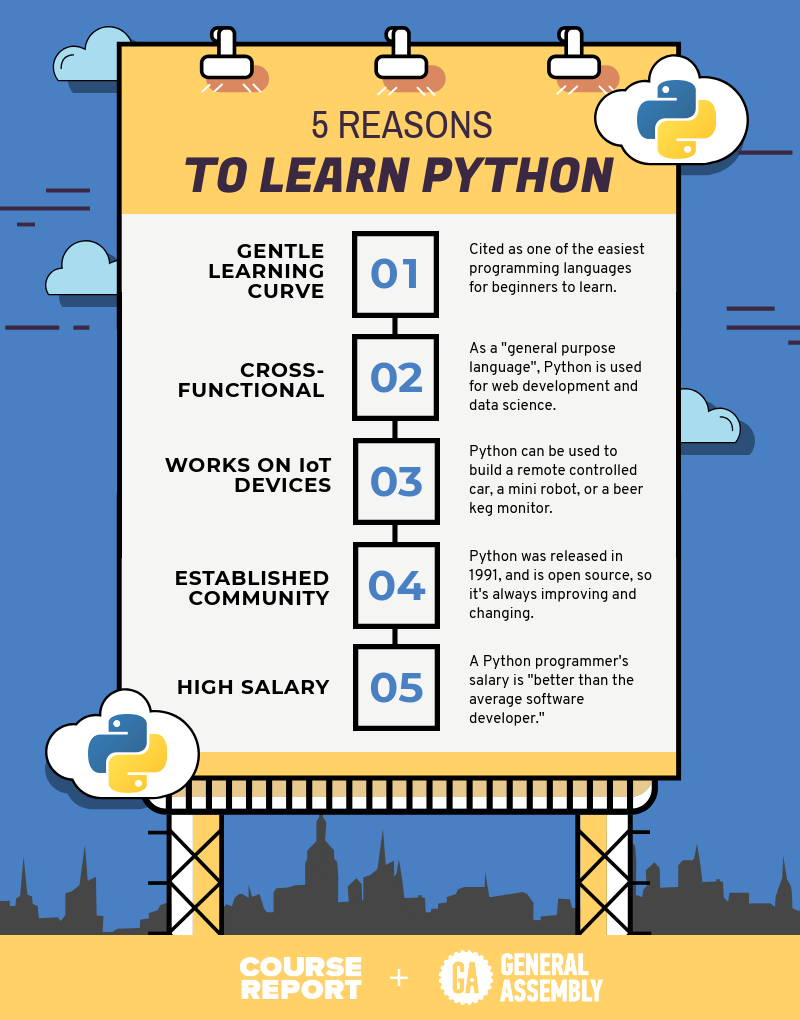 5 REASONS
TO LEARN PYTHON
GENTLE
LEARNING
CURVE
01
Cited as one of the easiest
programming languages
for beginners to learn.
CROSS-
FUNCTIONAL
02
As a "general purpose
language", Python is used
for web development and
data science.
WORKS ON IoT
DEVICES
03
Python can be used to
build a remote controlled
car, a mini robot, or a beer
keg monitor.
ESTABLISHED
COMMUNITY
04
Python was released in
1991, and is open source, so
it's always improving and
changing.
HIGH SALARY
05
A Python programmer's
salary is "better than the
average software
developer."
COURSE
REPORT
+
GA
GENERAL
ASSEMBLY